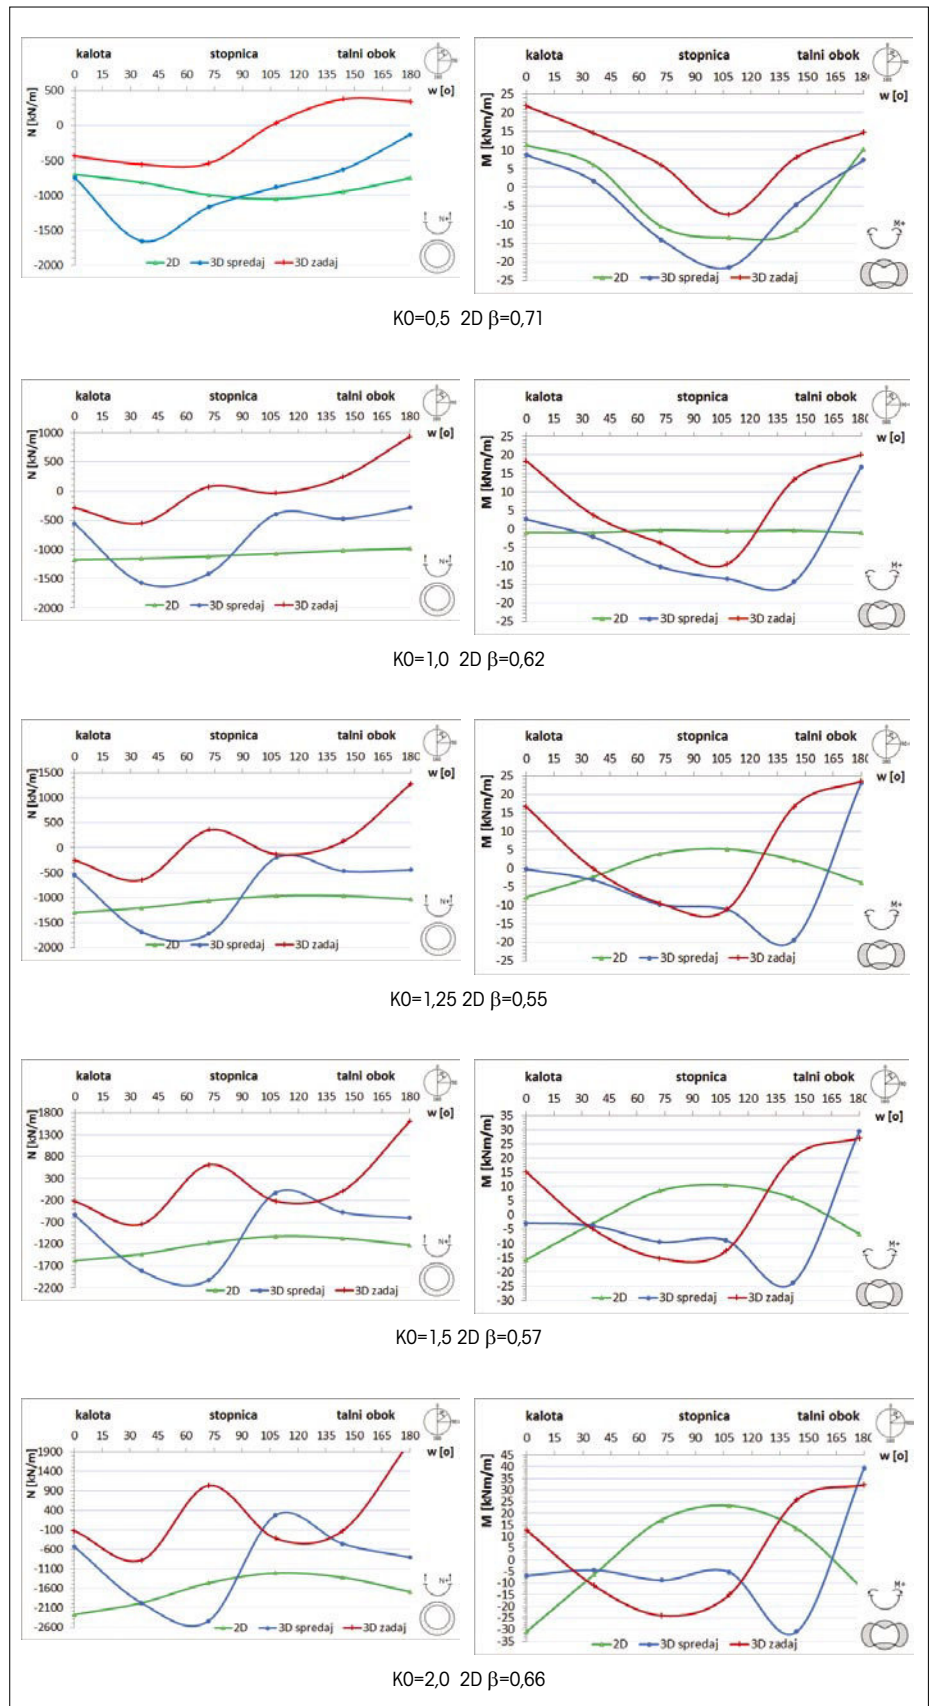 kalota stopnica talni obok
0 15 30 45 60 75 90 105 120 135 150 165 180
w [o]
N [kN/m]
500
0
-500
-1000
-1500
-2000
N+
2D 3D spredaj 3D zadaj
kalota stopnica talni obok
0 15 30 45 60 75 90 105 120 135 150 165 180
w [o]
M [kNm/m]
25
20
15
10
5
0
-5
-10
-15
-20
-25
M+
2D 3D spredaj 3D zadaj
K0=0,5 2D β=0,71
kalota stopnica talni obok
0 15 30 45 60 75 90 105 120 135 150 165 180
w [o]
N [kN/m]
1000
500
0
-500
-1000
-1500
-2000
N+
2D 3D spredaj 3D zadaj
kalota stopnica talni obok
0 15 30 45 60 75 90 105 120 135 150 165 180
w [o]
M [kNm/m]
25
20
15
10
5
0
-5
-10
-15
-20
-25
M+
2D 3D spredaj 3D zadaj
K0=1,0 2D β=0,62
kalota stopnica talni obok
0 15 30 45 60 75 90 105 120 135 150 165 180
w [o]
N [kN/m]
1500
1000
500
0
-500
-1000
-1500
-2000
N+
2D 3D spredaj 3D zadaj
kalota stopnica talni obok
0 15 30 45 60 75 90 105 120 135 150 165 180
w [o]
M [kNm/m]
25
20
15
10
5
0
-5
-10
-15
-20
-25
M+
2D 3D spredaj 3D zadaj
K0=1,25 2D β=0,55
kalota stopnica talni obok
0 15 30 45 60 75 90 105 120 135 150 165 180
w [o]
N [kN/m]
1800
1300
800
300
-200
-700
-1200
-1700
-2200
N+
2D 3D spredaj 3D zadaj
kalota stopnica talni obok
0 15 30 45 60 75 90 105 120 135 150 165 180
w [o]
M [kNm/m]
35
30
25
20
15
10
5
0
-5
-10
-15
-20
-25
-30
M+
2D 3D spredaj 3D zadaj
K0=1,5 2D β=0,57
kalota stopnica talni obok
0 15 30 45 60 75 90 105 120 135 150 165 180
w [o]
N [kN/m]
1900
1400
900
400
-100
-600
-1100
-1600
-2100
-2600
N+
2D 3D spredaj 3D zadaj
kalota stopnica talni obok
0 15 30 45 60 75 90 105 120 135 150 165 180
w [o]
M [kNm/m]
45
40
35
30
25
20
15
10
5
0
-5
-10
-15
-20
-25
-30
-35
M+
2D 3D spredaj 3D zadaj
K0=2,0 2D β=0,66